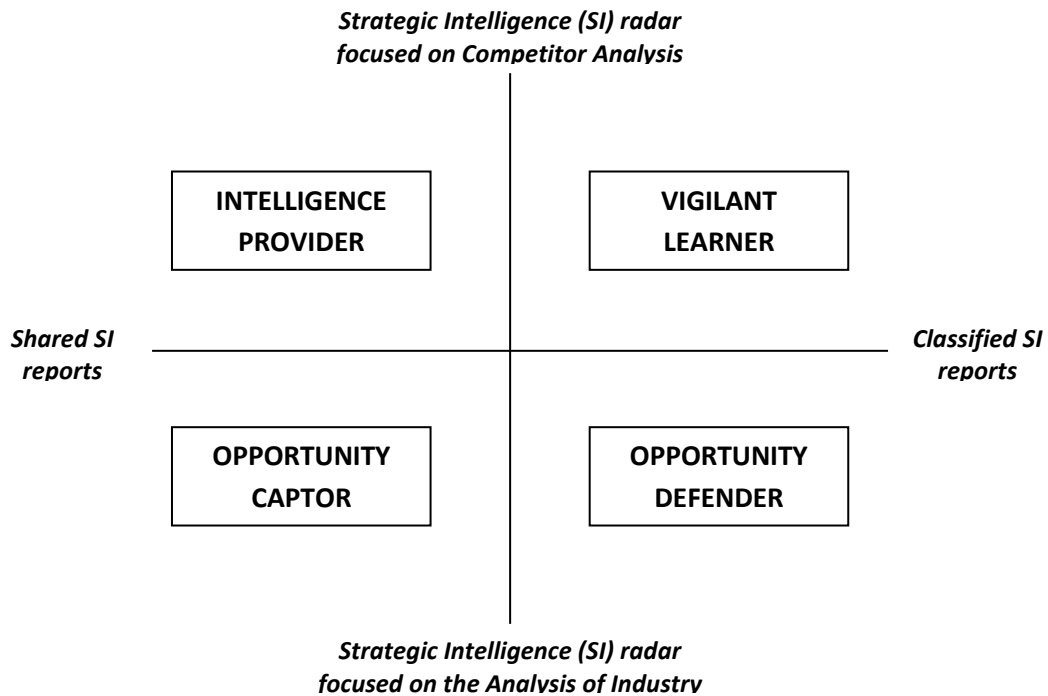 Strategic Intelligence (SI) radar
focused on Competitor Analysis
INTELLIGENCE
PROVIDER
VIGILANT
LEARNER
Shared SI
reports
Classified SI
reports
OPPORTUNITY
CAPTOR
OPPORTUNITY
DEFENDER
Strategic Intelligence (SI) radar
focused on the Analysis of Industry